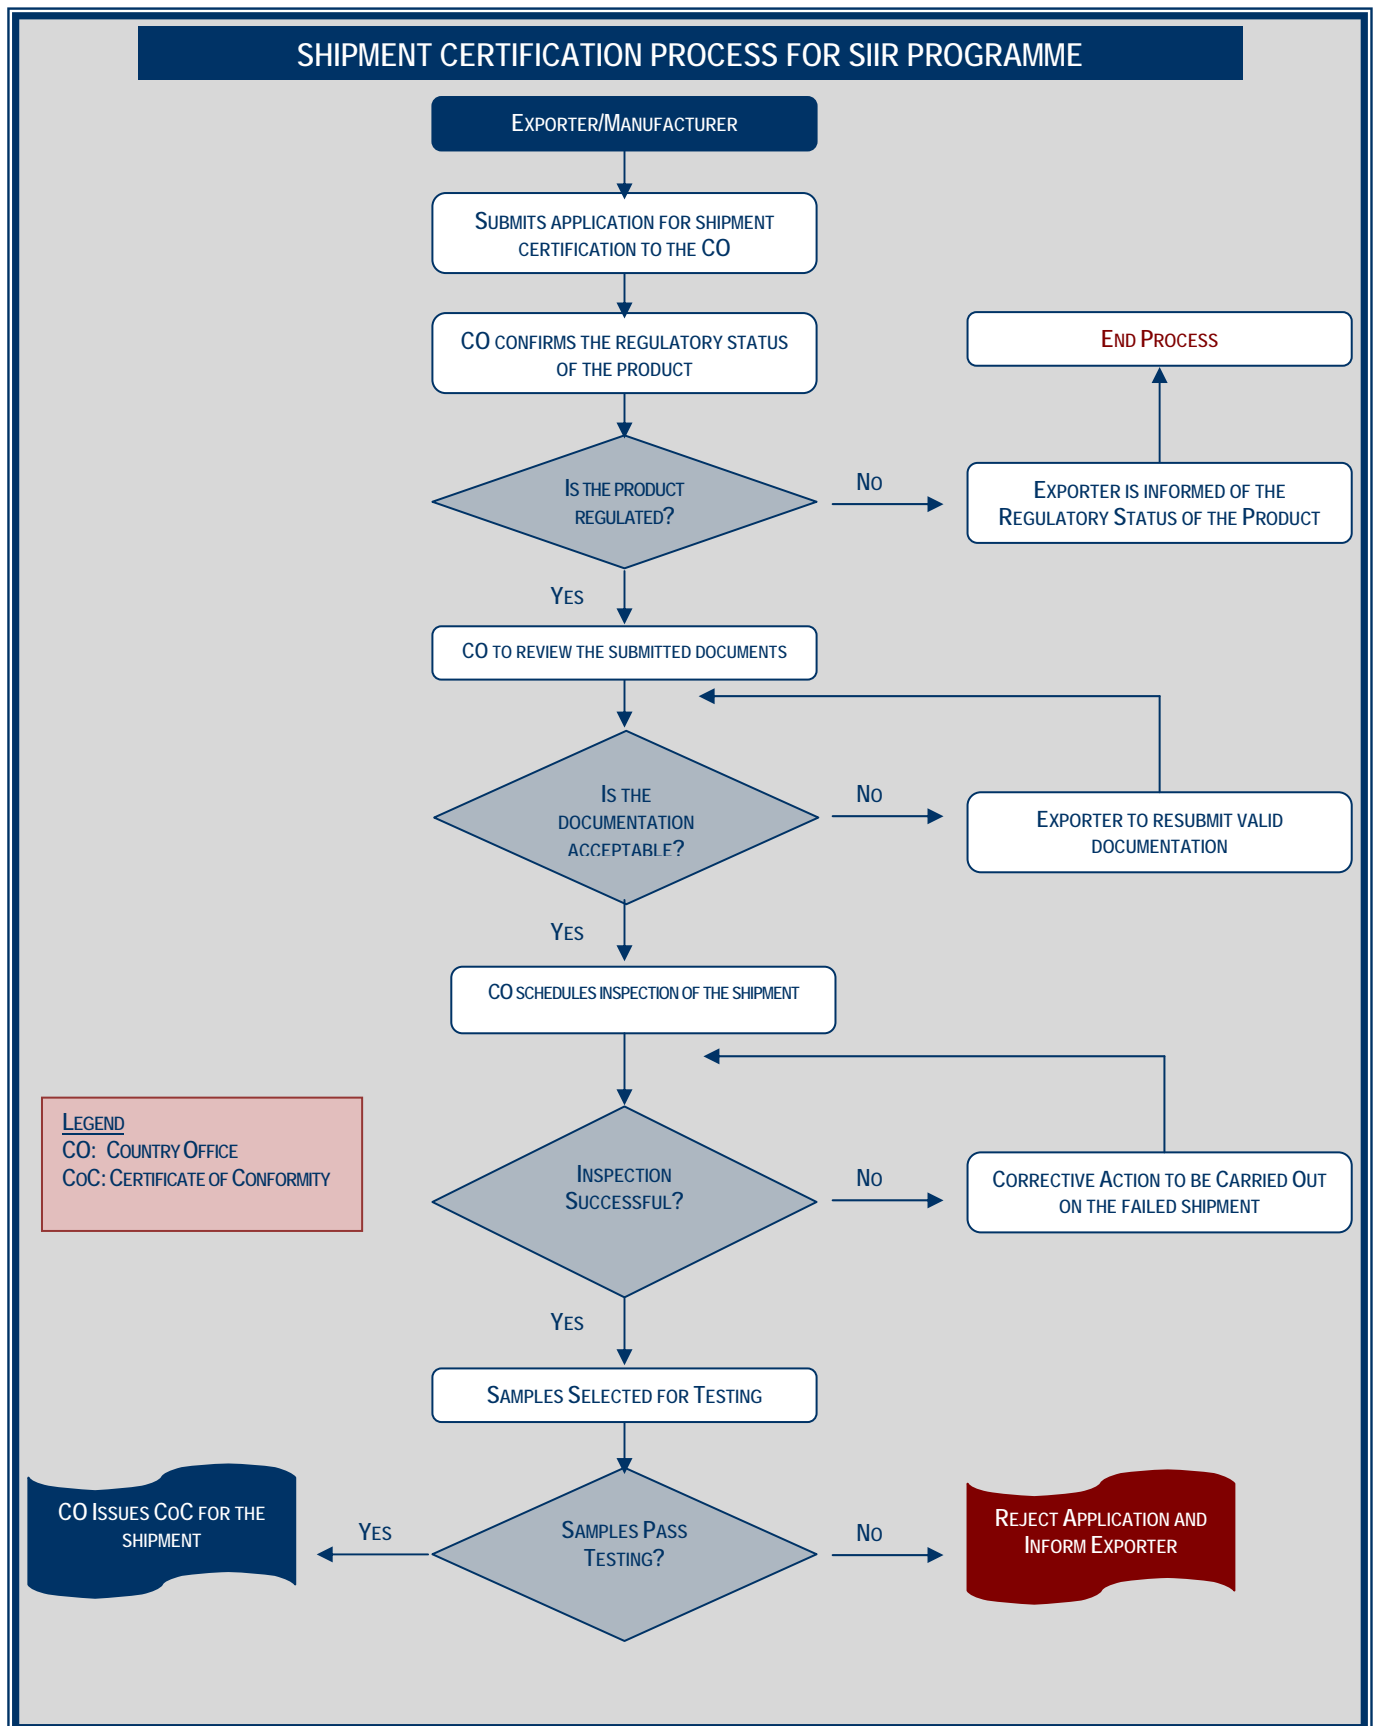 SHIPMENT CERTIFICATION PROCESS FOR SIIR PROGRAMME
EXPORTER/MANUFACTURER
SUBMITS APPLICATION FOR SHIPMENT
CERTIFICATION TO THE CO
CO CONFIRMS THE REGULATORY STATUS
OF THE PRODUCT
END PROCESS
IS THE PRODUCT
REGULATED?
NO
EXPORTER IS INFORMED OF THE
REGULATORY STATUS OF THE PRODUCT
YES
CO TO REVIEW THE SUBMITTED DOCUMENTS
IS THE
DOCUMENTATION
ACCEPTABLE?
NO
EXPORTER TO RESUBMIT VALID
DOCUMENTATION
YES
CO SCHEDULES INSPECTION OF THE SHIPMENT
LEGEND
CO: COUNTRY OFFICE
COC: CERTIFICATE OF CONFORMITY
INSPECTION
SUCCESSFUL?
NO
CORRECTIVE ACTION TO BE CARRIED OUT
ON THE FAILED SHIPMENT
YES
SAMPLES SELECTED FOR TESTING
CO ISSUES COC FOR THE
SHIPMENT
YES
SAMPLES PASS
TESTING?
NO
REJECT APPLICATION AND
INFORM EXPORTER